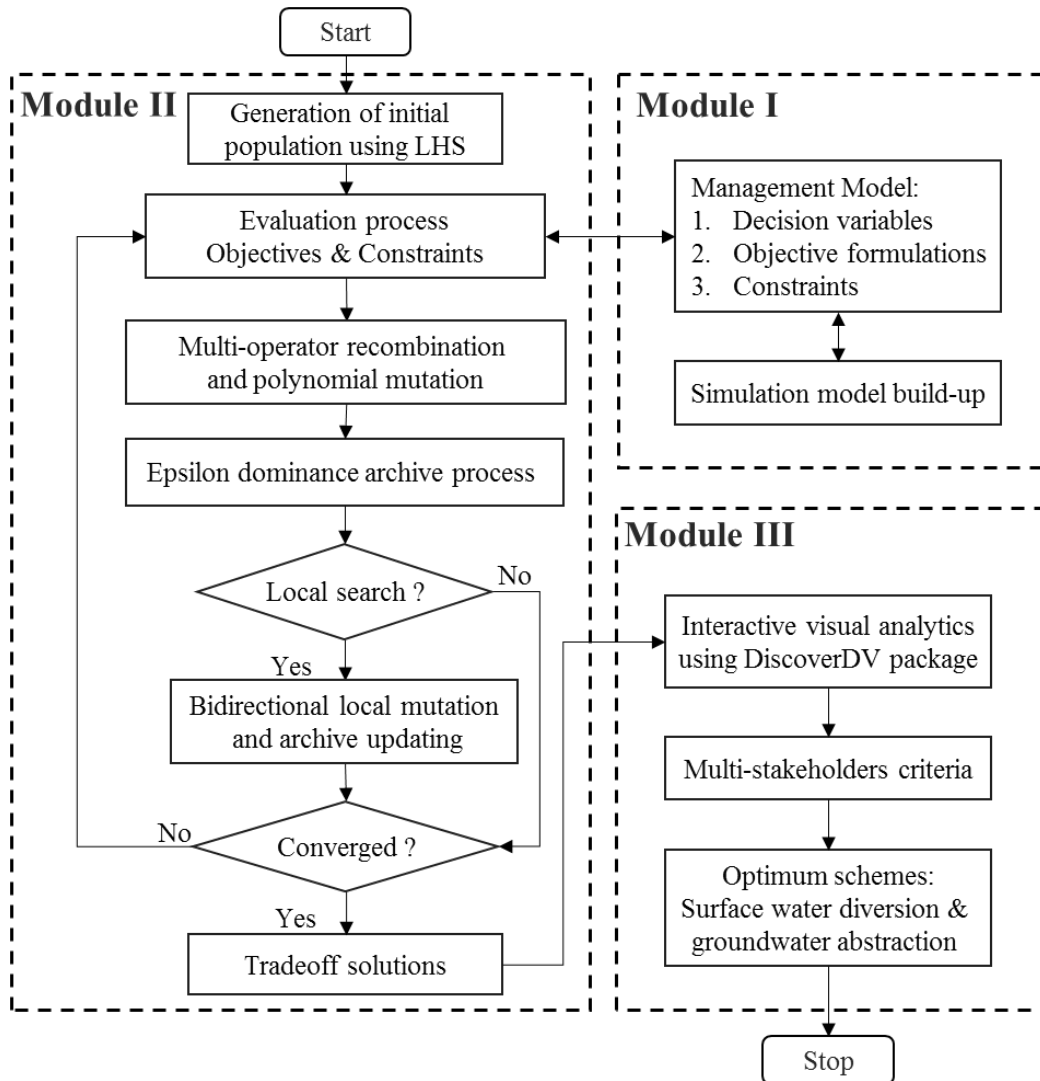 Start
Module II
Generation of initial
population using LHS
Evaluation process
Objectives & Constraints
Multi-operator recombination
and polynomial mutation
Epsilon dominance archive process
Local search ?
No
Yes
Bidirectional local mutation
and archive updating
No
Converged ?
Yes
Tradeoff solutions
Module I
Management Model:
1. Decision variables
2. Objective formulations
3. Constraints
Simulation model build-up
Module III
Interactive visual analytics
using DiscoverDV package
Multi-stakeholders criteria
Optimum schemes:
Surface water diversion &
groundwater abstraction
Stop